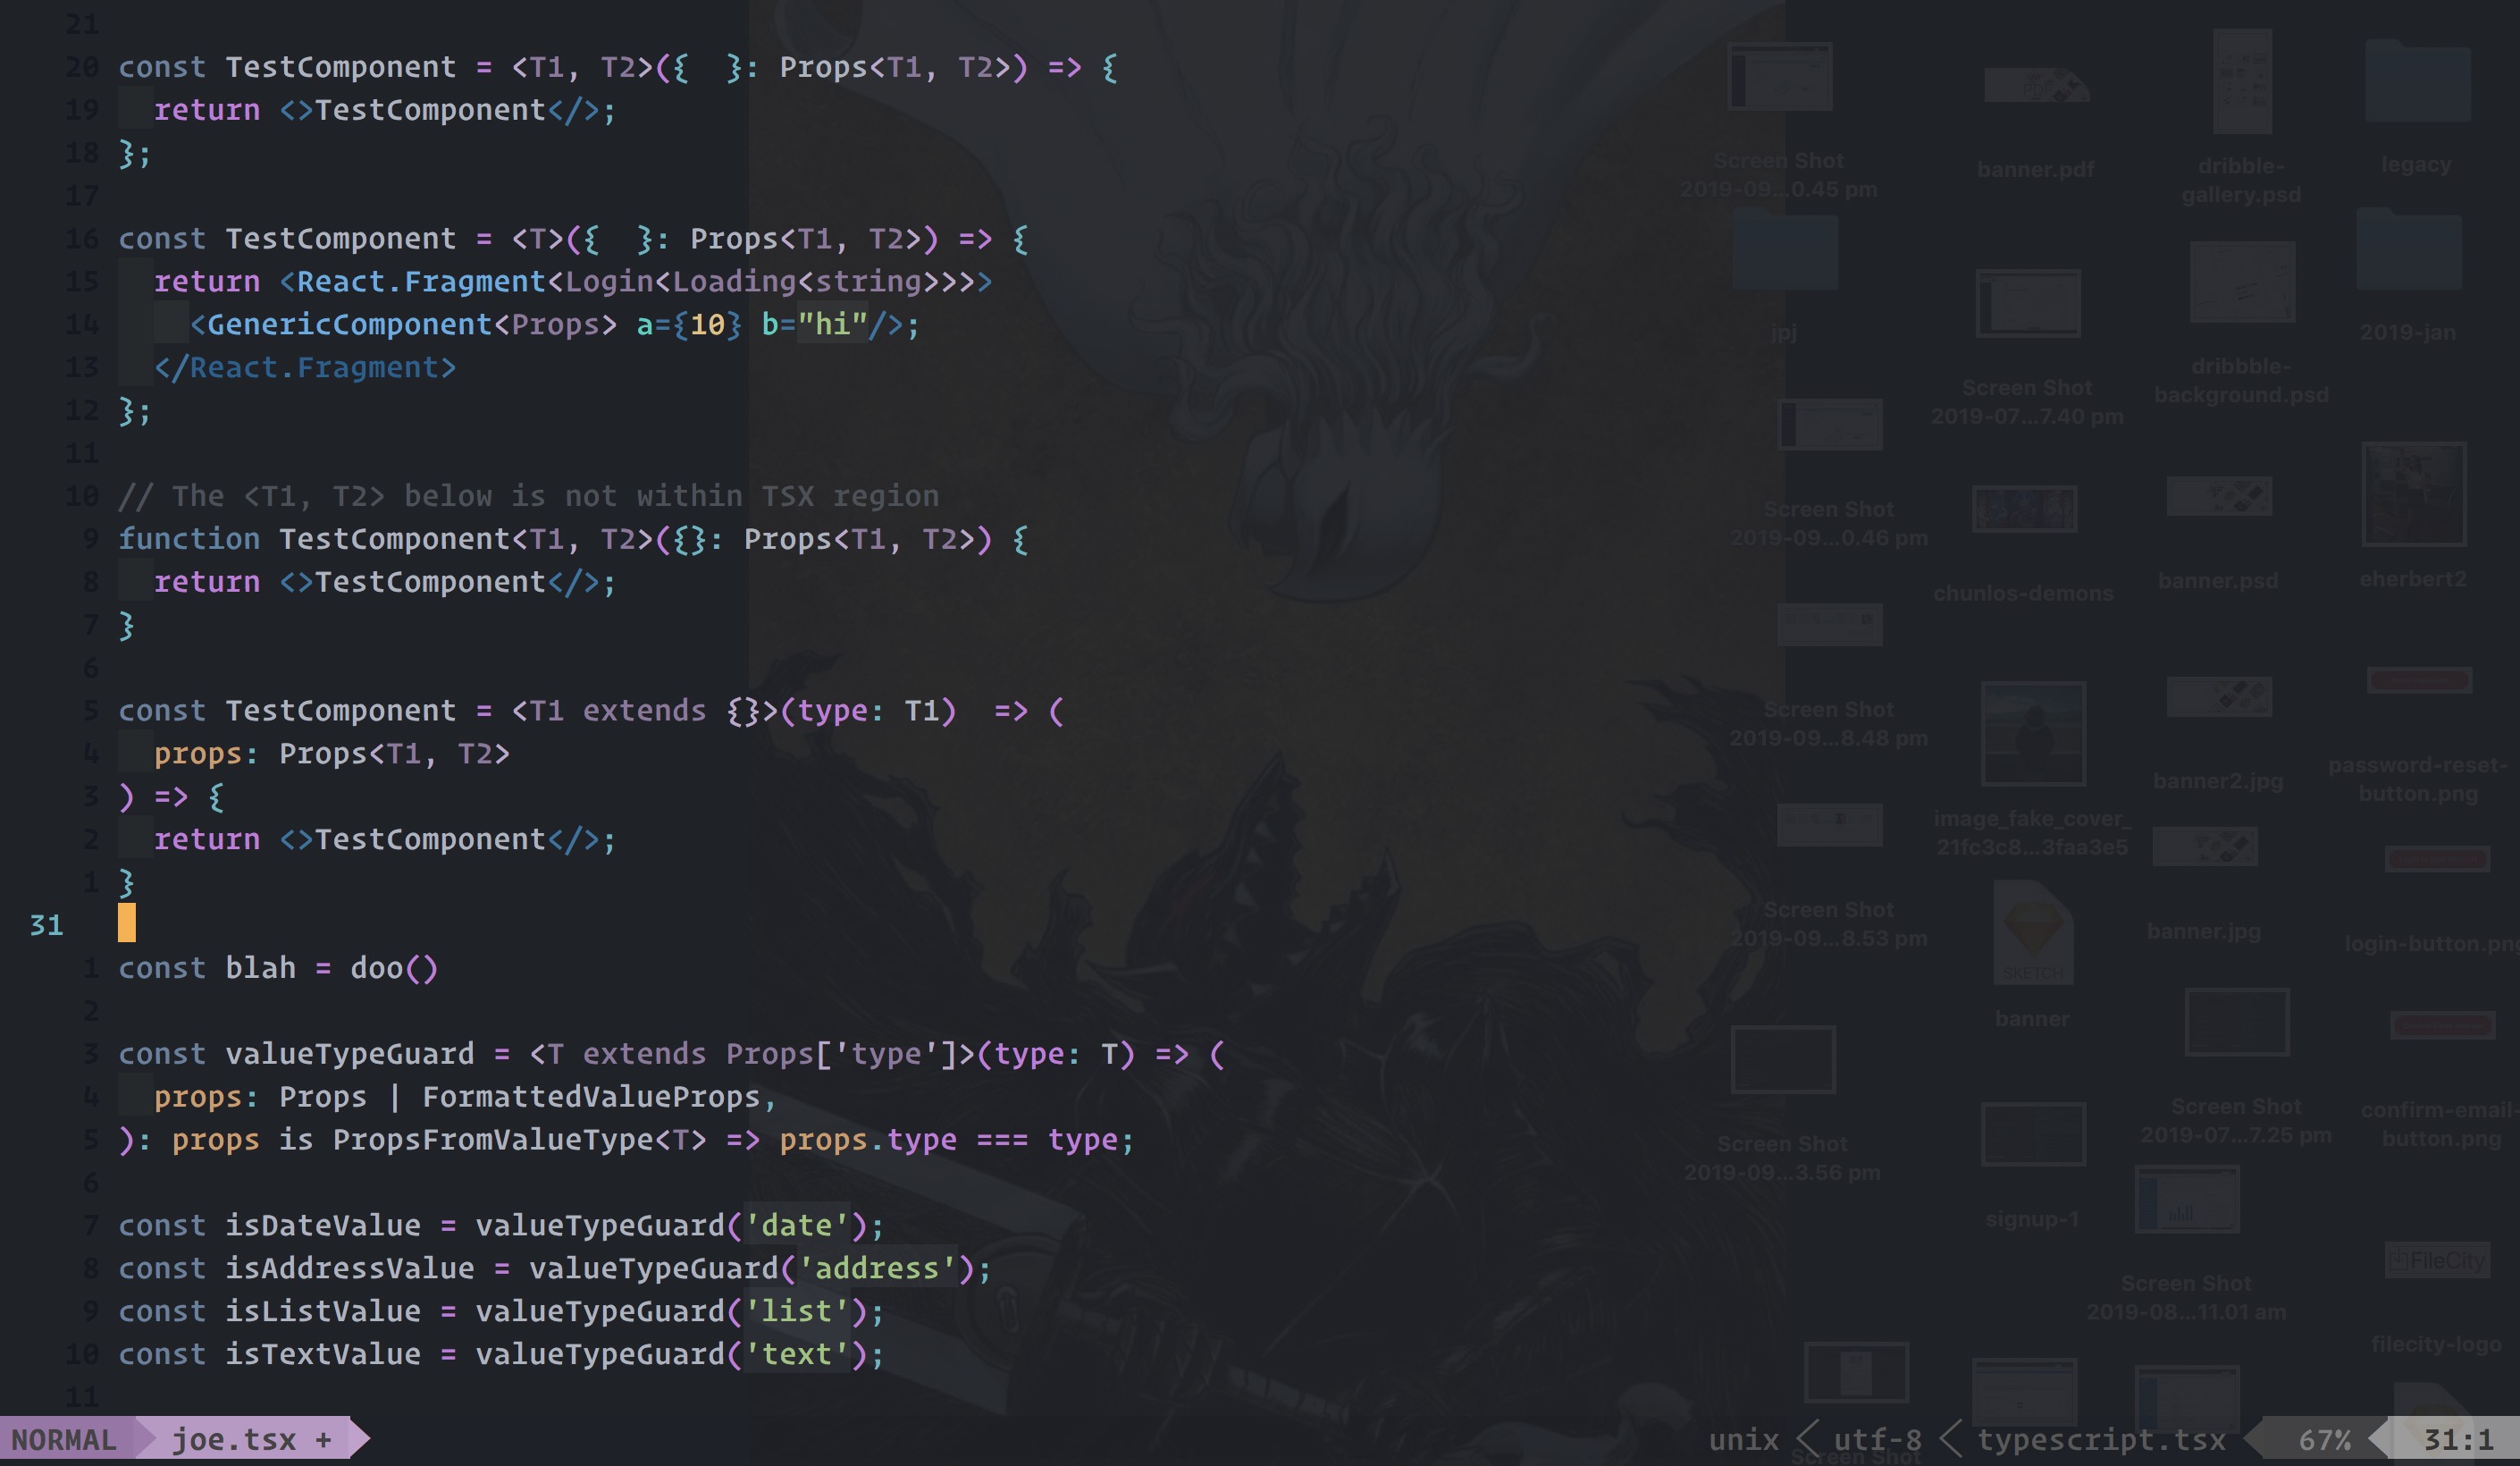 21
20 const TestComponent = <T1, T2>({  }: Props<T1, T2>) => {
19   return <>TestComponent</>;
18 };
17
16 const TestComponent = <T>({  }: Props<T1, T2>) => {
15   return <React.Fragment<Login<Loading<string>>>>
14     <GenericComponent<Props> a={10} b="hi"/>;
13   </React.Fragment>
12 };
11
10 // The <T1, T2> below is not within TSX region
9 function TestComponent<T1, T2>({}: Props<T1, T2>) {
8   return <>TestComponent</>;
7 }
6
5 const TestComponent = <T1 extends {}>(type: T1)  => (
4   props: Props<T1, T2>
3 ) => {
2   return <>TestComponent</>;
1 }
31
1 const blah = doo()
2
3 const valueTypeGuard = <T extends Props['type']>(type: T) => (
4   props: Props | FormattedValueProps,
5 ): props is PropsFromValueType<T> => props.type === type;
6
7 const isDateValue = valueTypeGuard('date');
8 const isAddressValue = valueTypeGuard('address');
9 const isListValue = valueTypeGuard('list');
10 const isTextValue = valueTypeGuard('text');
11
NORMAL joe.tsx + unix utf-8 typescript.tsx 67% 31:1
Screen Shot
2019-09...0.45 pm
banner.pdf
dribble-
gallery.psd
legacy
jpj
Screen Shot
2019-07...7.40 pm
dribbble-
background.psd
2019-jan
Screen Shot
2019-09...0.46 pm
chunlos-demons
banner.psd
eherbert2
Screen Shot
2019-09...8.48 pm
image_fake_cover_
21fc3c8...3faa3e5
banner2.jpg
password-reset-
button.png
Screen Shot
2019-09...8.53 pm
SKETCH
banner
banner.jpg
login-button.png
Screen Shot
2019-09...3.56 pm
signup-1
Screen Shot
2019-07...7.25 pm
confirm-email-
button.png
Screen Shot
2019-08...11.01 am
FileCity
filecity-logo
Screen Shot